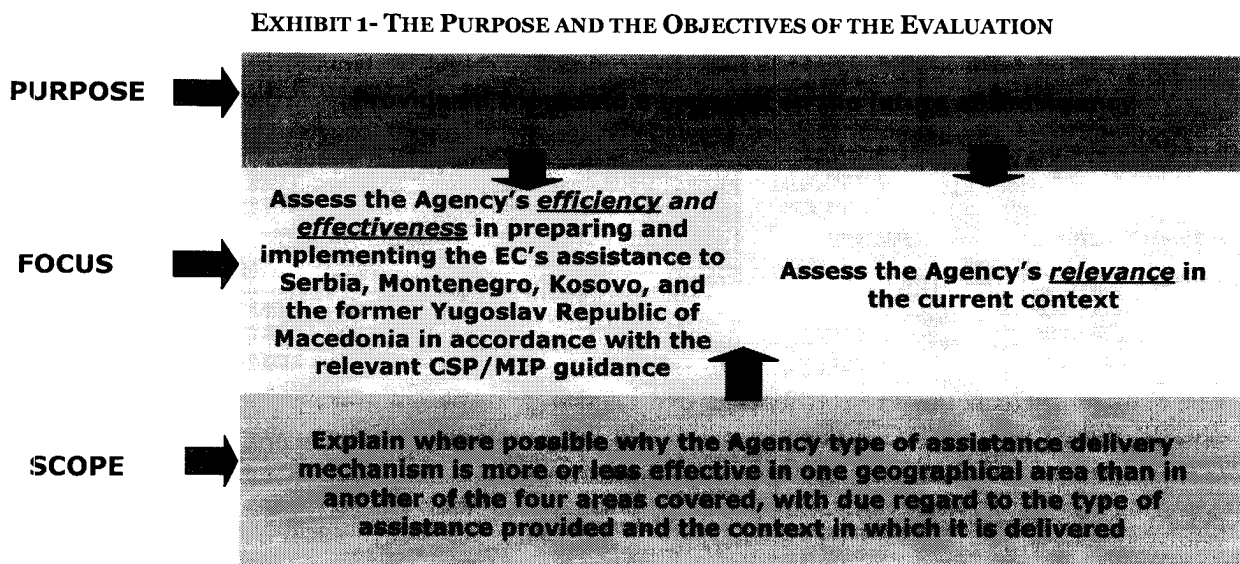 EXHIBIT 1- THE PURPOSE AND THE OBJECTIVES OF THE EVALUATION
PURPOSE
FOCUS
Assess the Agency's efficiency and
effectiveness in preparing and
implementing the EC's assistance to
Serbia, Montenegro, Kosovo, and
the former Yugoslav Republic of
Macedonia in accordance with the
relevant CSP/MIP guidance
Assess the Agency's relevance in
the current context
SCOPE
Explain where possible why the Agency type of assistance delivery
mechanism is more or less effective in one geographical area than in
another of the four areas covered, with due regard to the type of
assistance provided and the context in which it is delivered